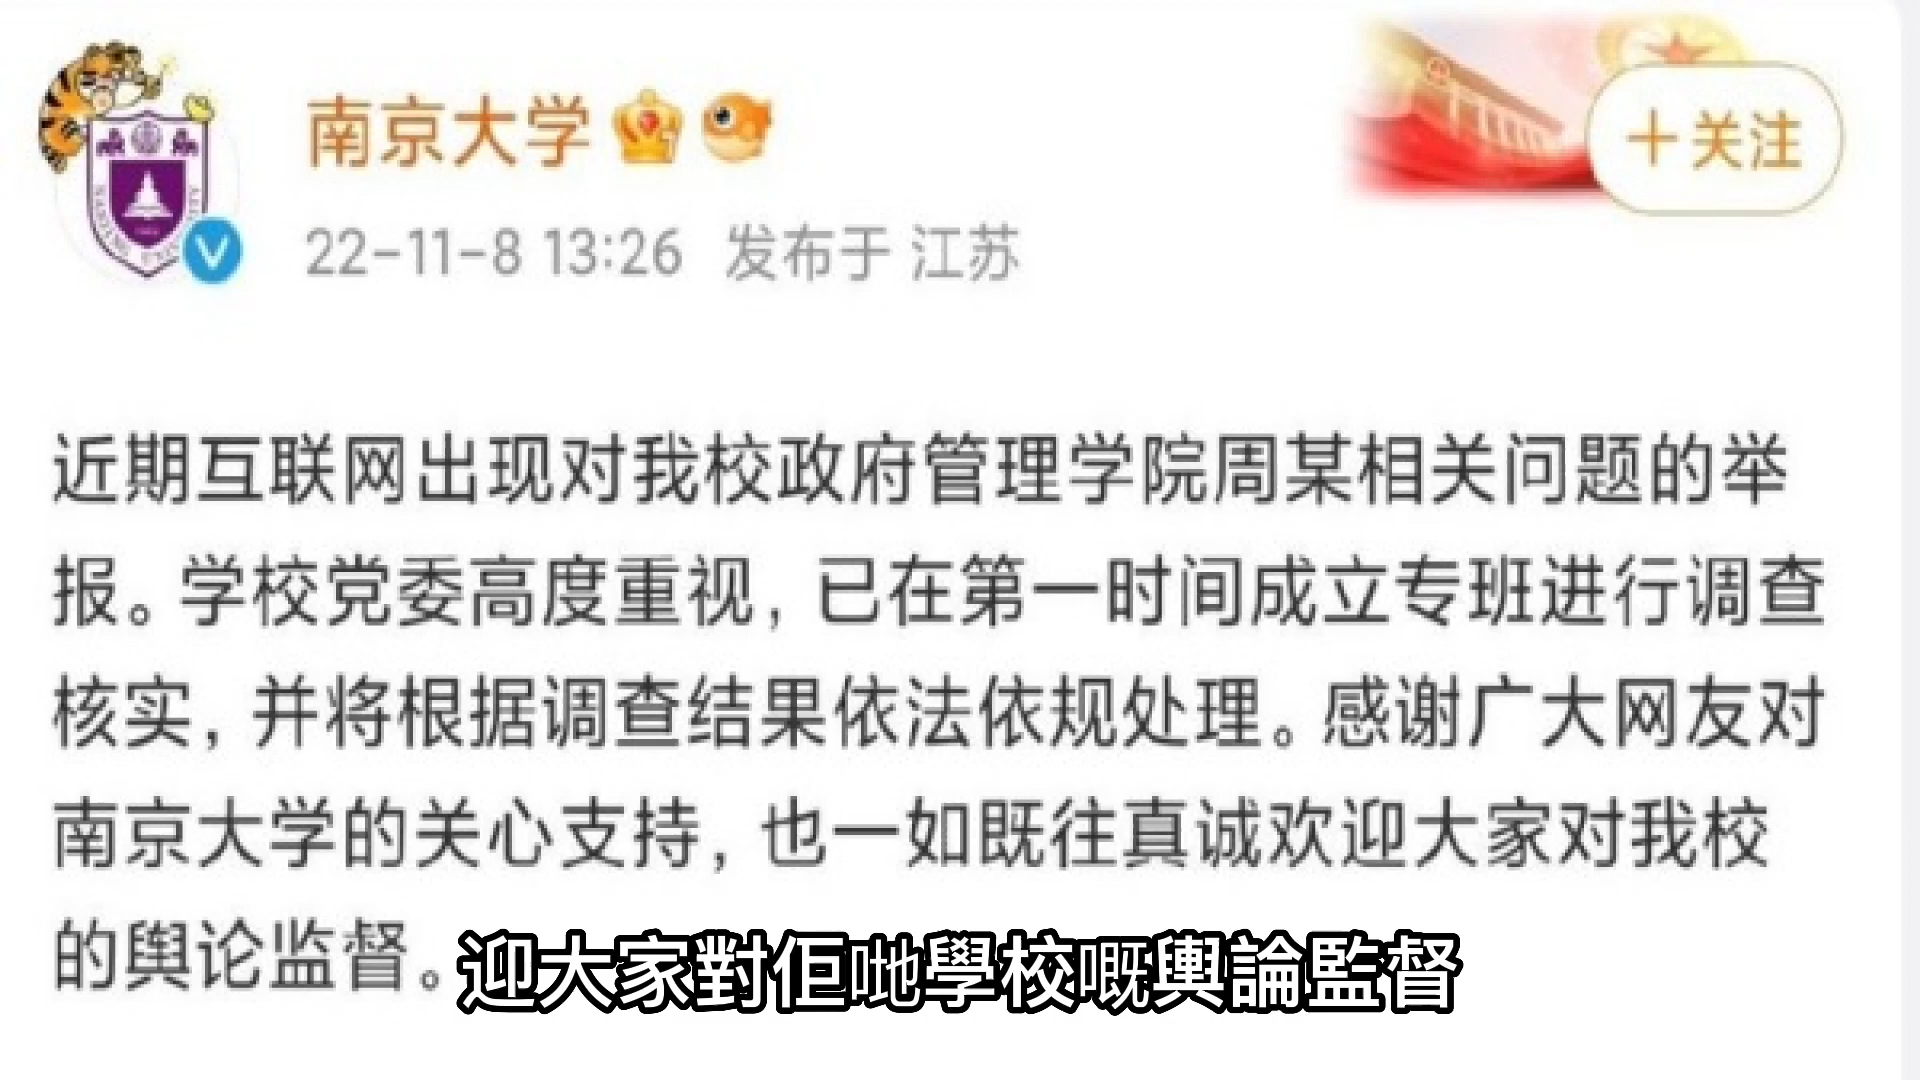 南京大学
22-11-8 13:26 发布于 江苏
十关注
近期互联网出现对我校政府管理学院周某相关问题的举
报。学校党委高度重视，已在第一时间成立专班进行调查
核实，并将根据调查结果依法依规处理。感谢广大网友对
南京大学的关心支持，也一如既往真诚欢迎大家对我校
的舆论监督。
迎大家對佢哋學校嘅輿論監督